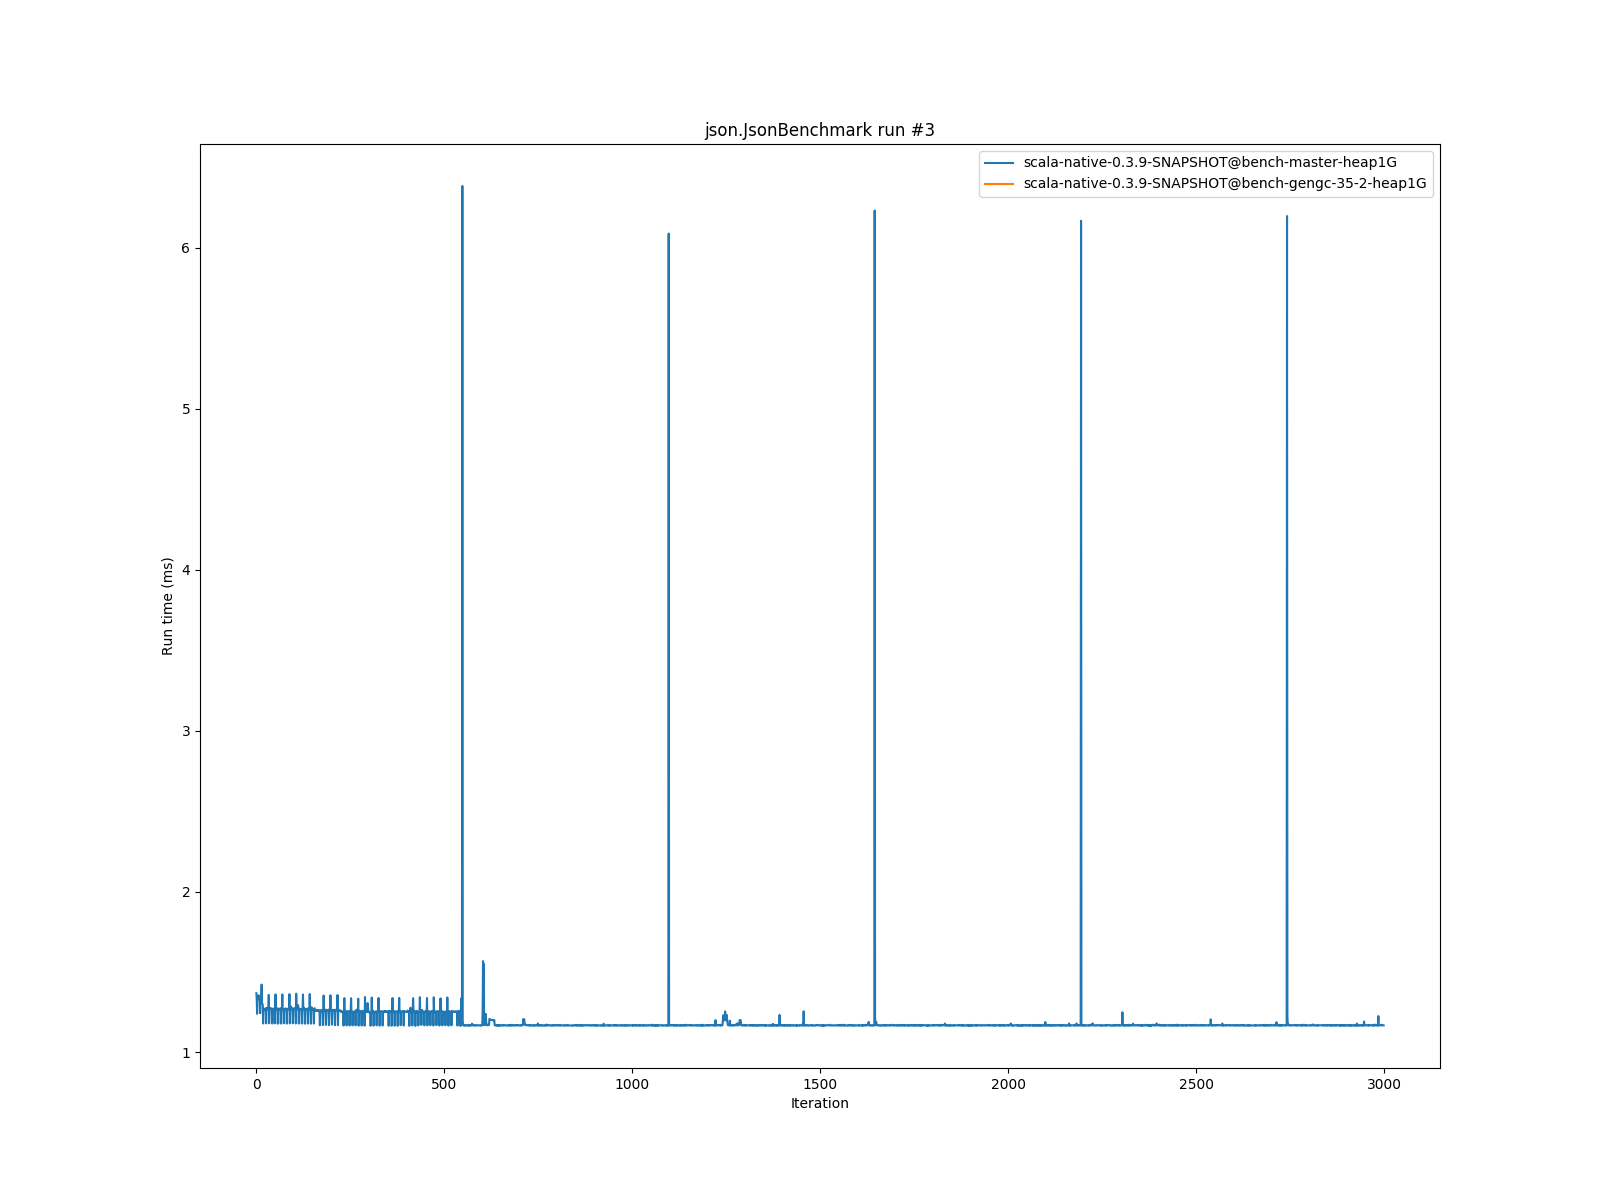 json.JsonBenchmark run #3
scala-native-0.3.9-SNAPSHOT@bench-master-heap1G
scala-native-0.3.9-SNAPSHOT@bench-gengc-35-2-heap1G
Run time (ms)
6
5
4
3
2
1
0 500 1000 1500 2000 2500 3000
Iteration